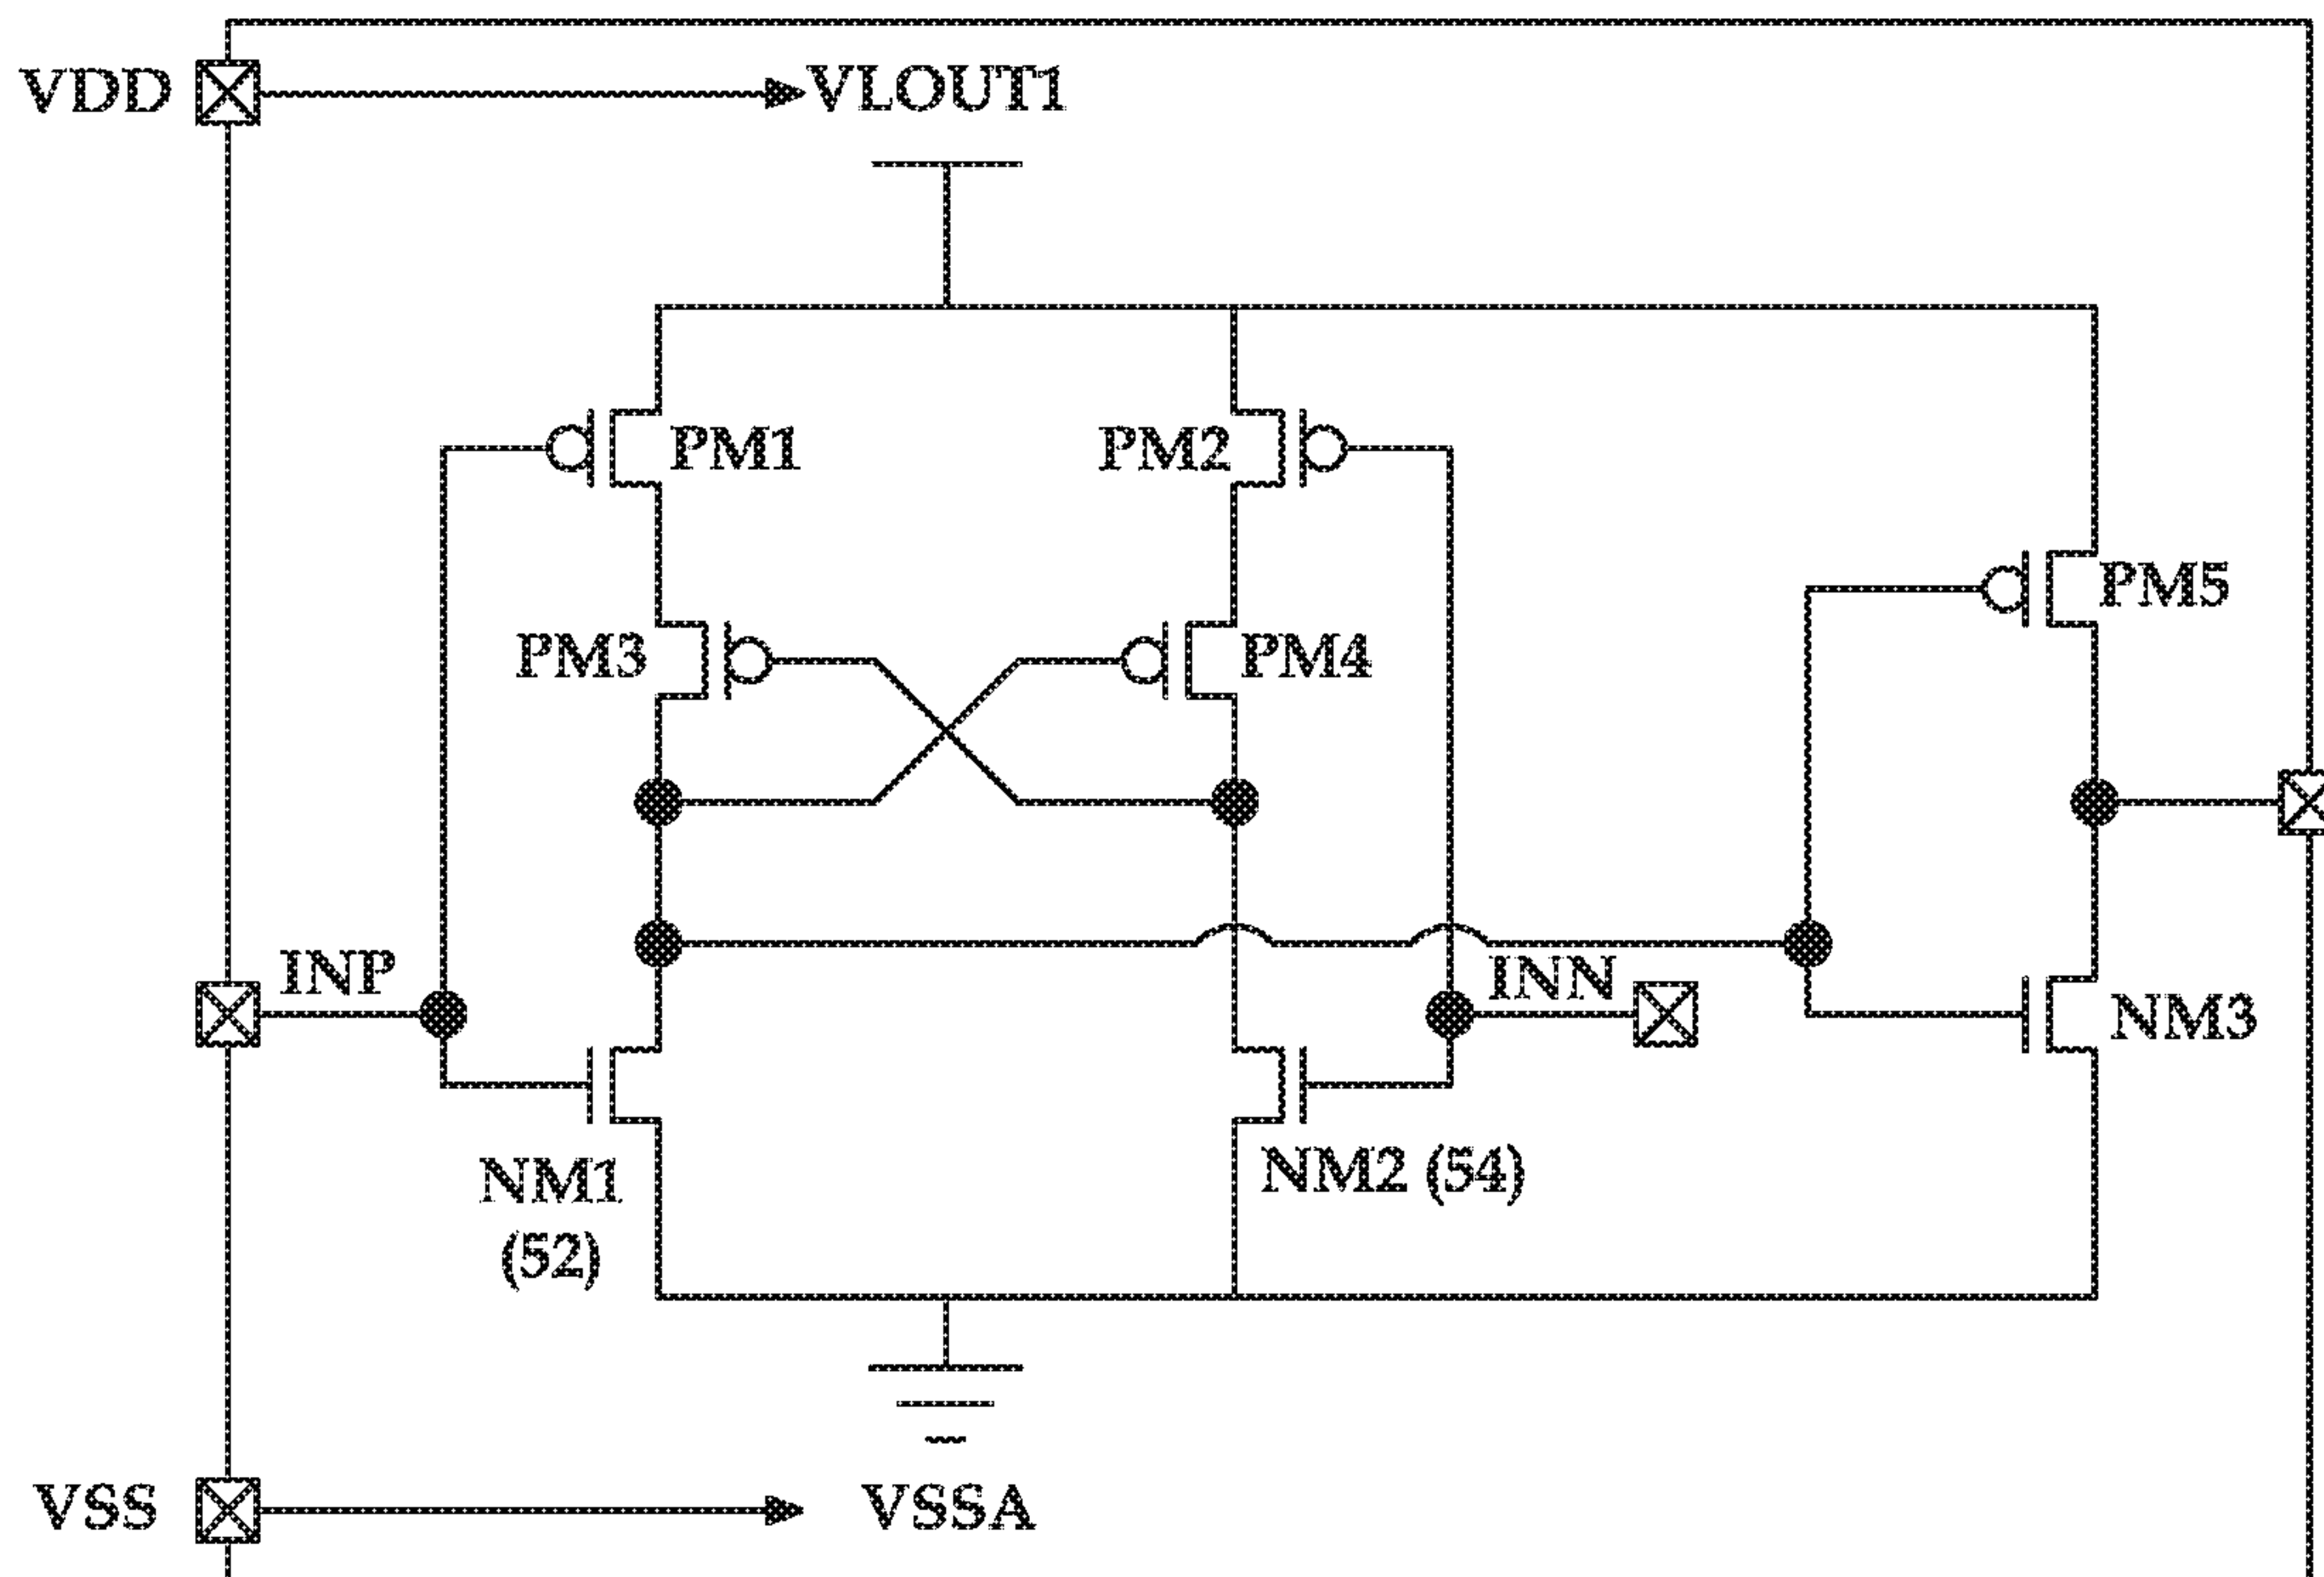 VDD
VLOUT1
PM1
PM2
PM5
PM3
PM4
INP
INN
NM3
NM1
(52)
NM2 (54)
VSS
VSSA